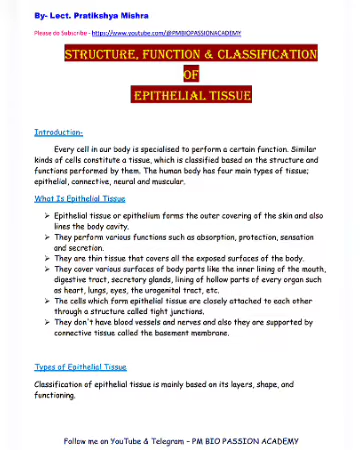 By- Lect. Pratikshya Mishra
Please do Subscribe - https://www.youtube.com/@PMBIOPASSIONACADEMY
STRUCTURE, FUNCTION & CLASSIFICATION
OF
EPITHELIAL TISSUE
Introduction-
Every cell in our body is specialised to perform a certain function. Similar
kinds of cells constitute a tissue, which is classified based on the structure and
functions performed by them. The human body has four main types of tissue;
epithelial, connective, neural and muscular.
What Is Epithelial Tissue
➤ Epithelial tissue or epithelium forms the outer covering of the skin and also
lines the body cavity.
➤ They perform various functions such as absorption, protection, sensation
and secretion.
➤ They are thin tissue that covers all the exposed surfaces of the body.
➤ They cover various surfaces of body parts like the inner lining of the mouth,
digestive tract, secretory glands, lining of hollow parts of every organ such
as heart, lungs, eyes, the urogenital tract, etc.
➤ The cells which form epithelial tissue are closely attached to each other
through a structure called tight junctions.
➤ They don't have blood vessels and nerves and also they are supported by
connective tissue called the basement membrane.
Types of Epithelial Tissue
Classification of epithelial tissue is mainly based on its layers, shape, and
functioning.
Follow me on YouTube & Telegram – PM BIO PASSION ACADEMY